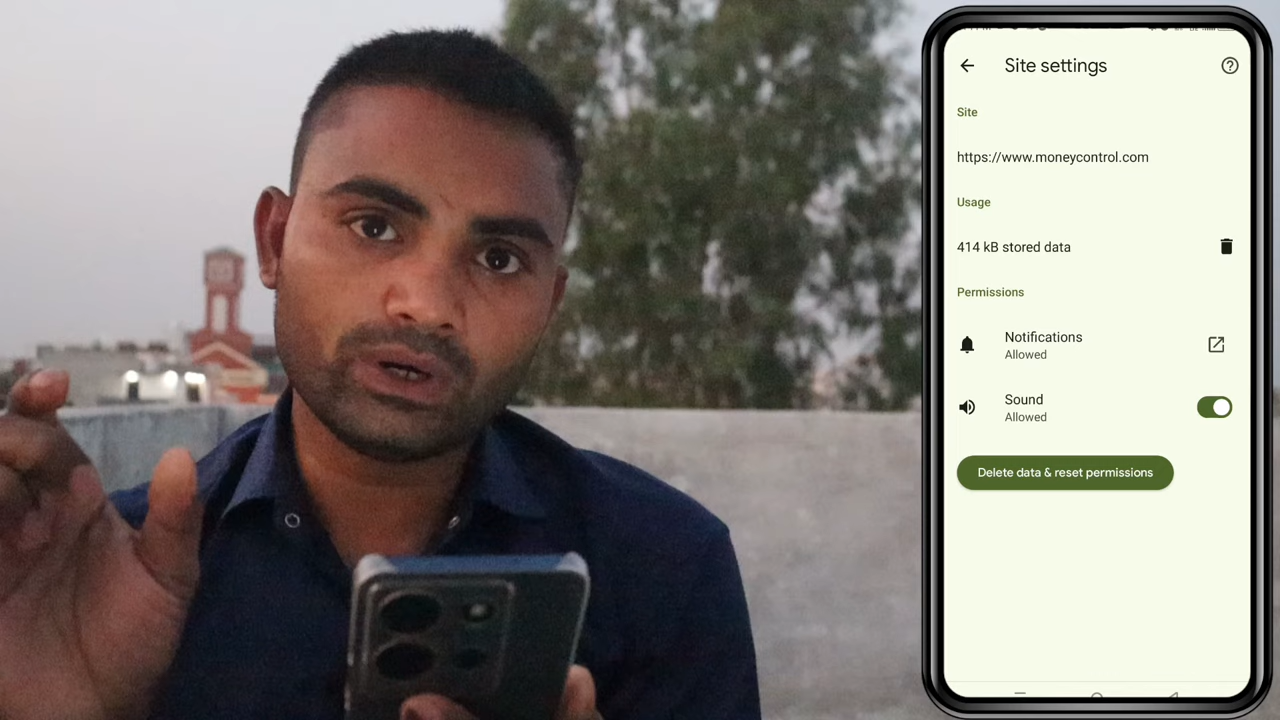 Site settings
Site
https://www.moneycontrol.com
Usage
414 kB stored data
Permissions
Notifications
Allowed
Sound
Allowed
Delete data & reset permissions